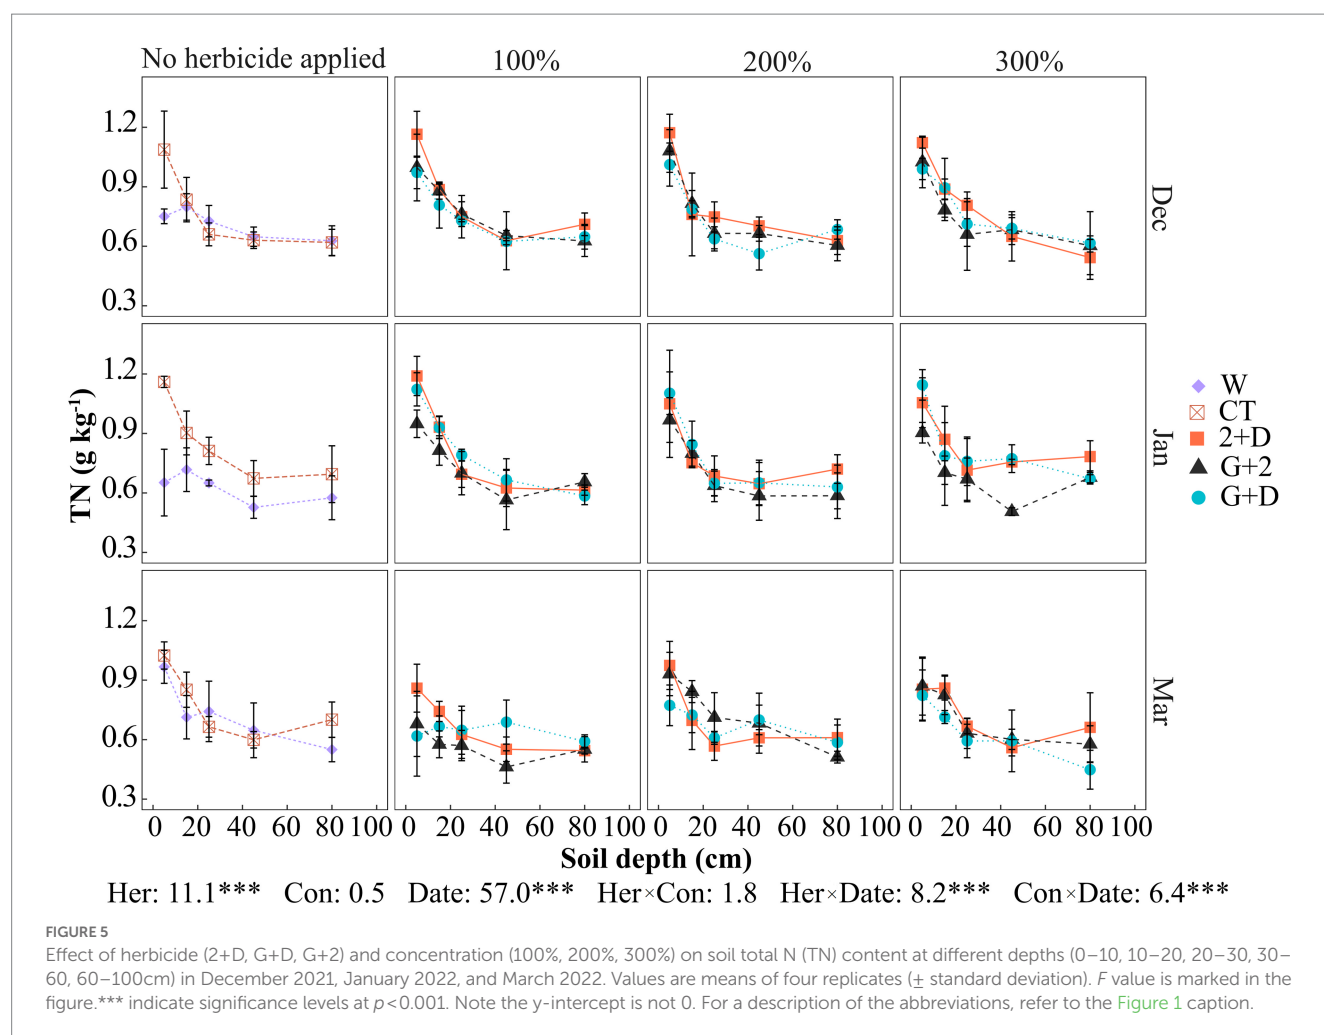 No herbicide applied 100% 200% 300%
1.2
0.9
0.6
0.3
Dec
1.2
0.9
0.6
0.3
Jan
1.2
0.9
0.6
0.3
Mar
TN (g kg⁻¹)
W
CT
2+D
G+2
G+D
0 20 40 60 80 100 0 20 40 60 80 100 0 20 40 60 80 100 0 20 40 60 80 100
Soil depth (cm)
Her: 11.1*** Con: 0.5 Date: 57.0*** Her×Con: 1.8 Her×Date: 8.2*** Con×Date: 6.4***
FIGURE 5
Effect of herbicide (2+D, G+D, G+2) and concentration (100%, 200%, 300%) on soil total N (TN) content at different depths (0–10, 10–20, 20–30, 30–
60, 60–100cm) in December 2021, January 2022, and March 2022. Values are means of four replicates (± standard deviation). F value is marked in the
figure.*** indicate significance levels at p<0.001. Note the y-intercept is not 0. For a description of the abbreviations, refer to the Figure 1 caption.